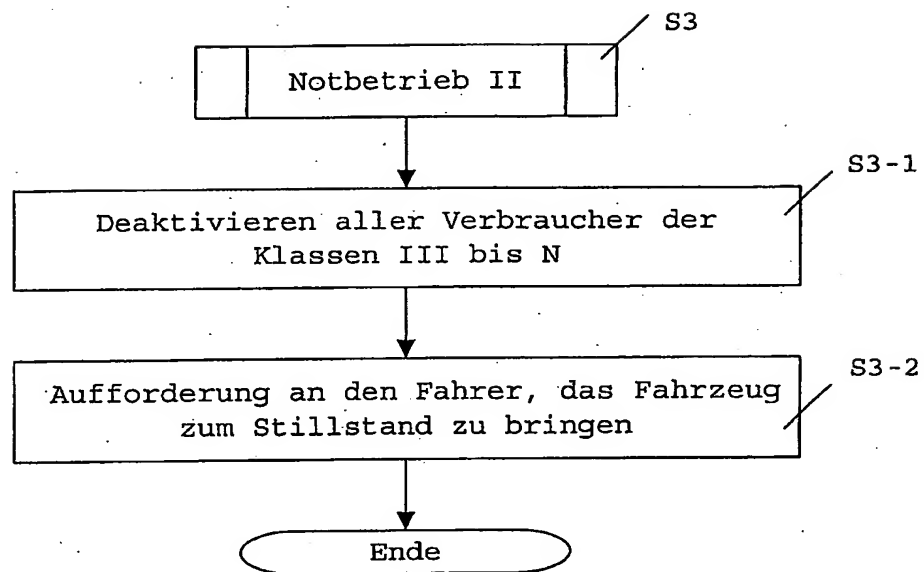 S3
Notbetrieb II
S3-1
Deaktivieren aller Verbraucher der
Klassen III bis N
S3-2
Aufforderung an den Fahrer, das Fahrzeug
zum Stillstand zu bringen
Ende